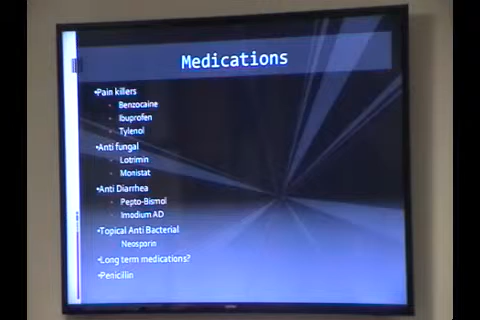 Medications
•Pain killers
◦ Benzocaine
◦ Ibuprofen
◦ Tylenol
•Anti fungal
◦ Lotrimin
◦ Monistat
•Anti Diarrhea
◦ Pepto-Bismol
◦ Imodium AD
•Topical Anti Bacterial
Neosporin
•Long term medications?
•Penicillin